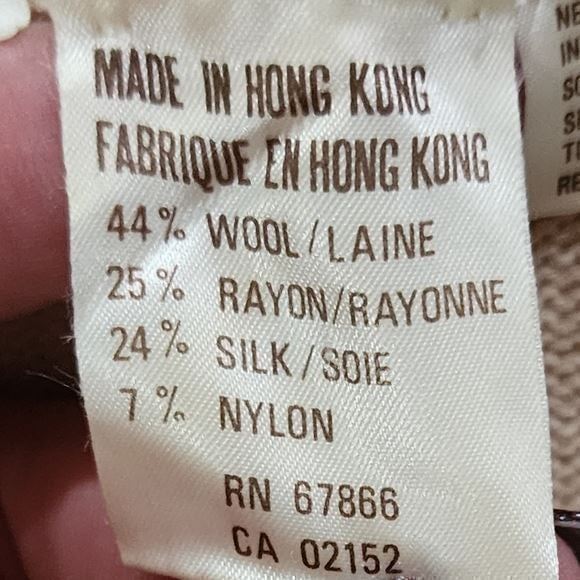 MADE IN HONG KONG
FABRIQUE EN HONG KONG
44% WOOL/LAINE
25% RAYON/RAYONNE
24% SILK/SOIE
7% NYLON
RN 67866
CA 02152